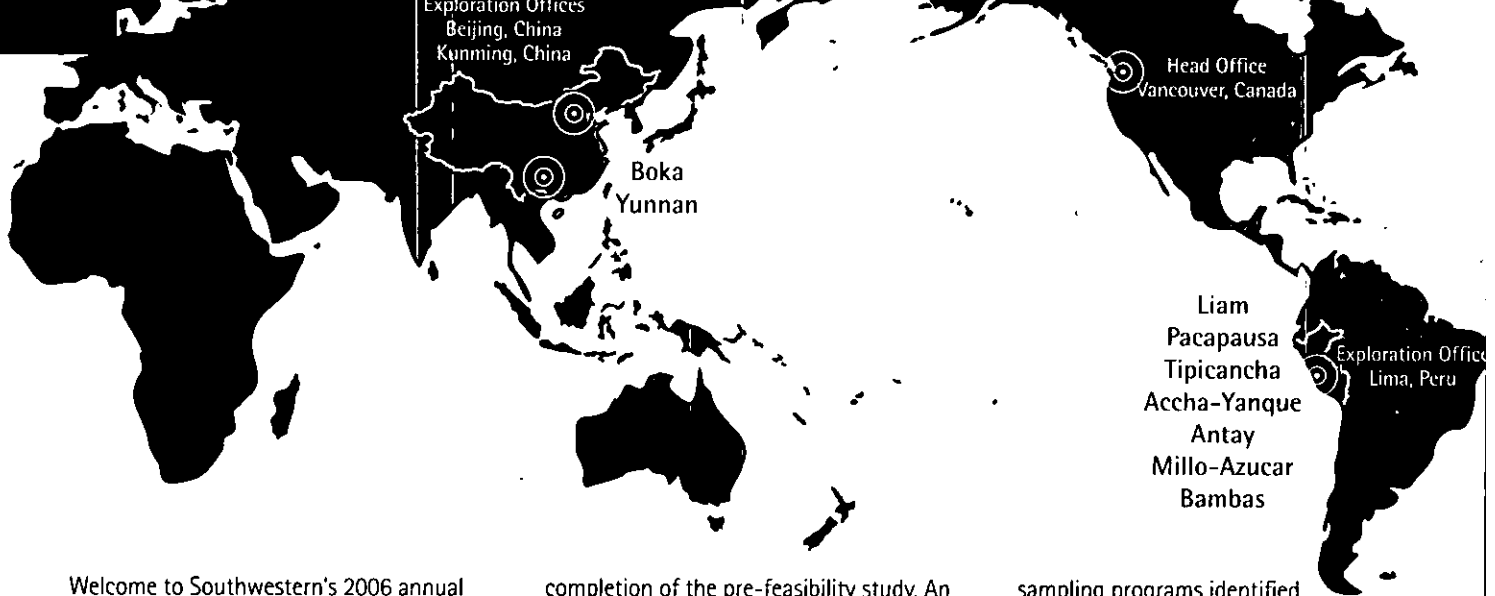 Exploration Offices
Beijing, China
Kunming, China
Boka
Yunnan
Head Office
Vancouver, Canada
Liam
Pacapausa
Tipicancha
Accha-Yanque
Antay
Millo-Azucar
Bambas
Exploration Office
Lima, Peru
Welcome to Southwestern's 2006 annual
completion of the pre-feasibility study. An
sampling programs identified